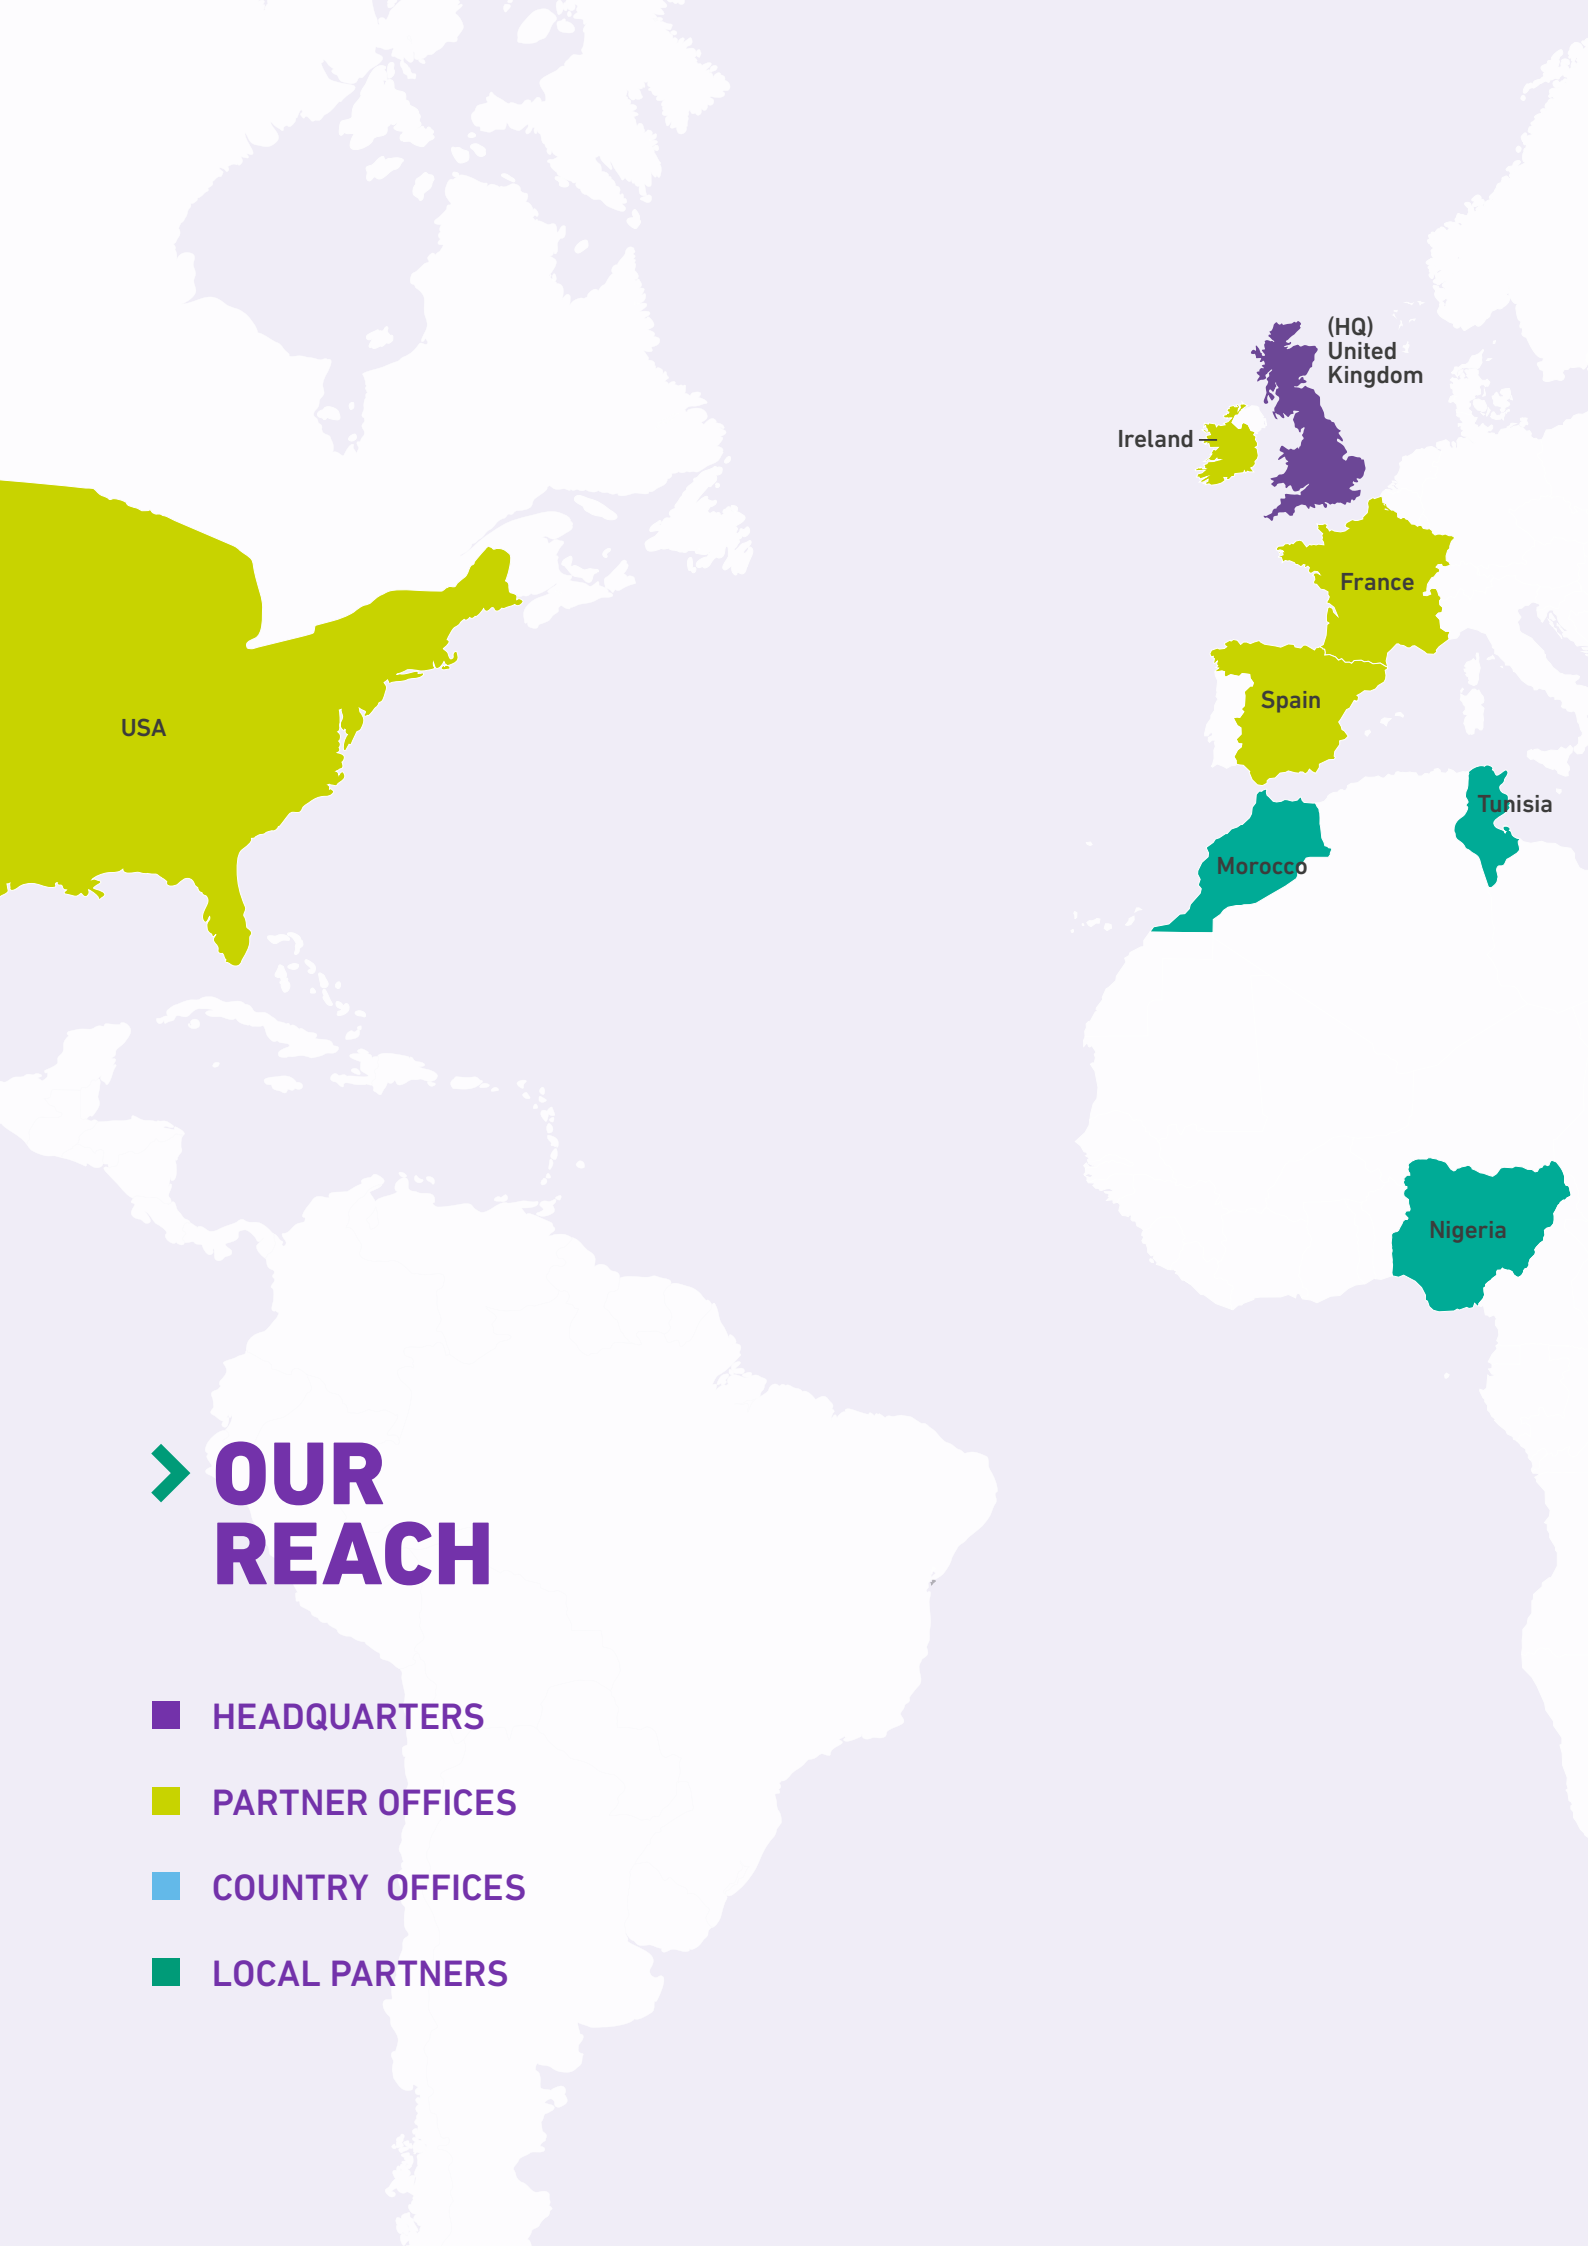 (HQ)
United
Kingdom
Ireland
France
Spain
USA
Tunisia
Morocco
Nigeria
OUR
REACH
HEADQUARTERS
PARTNER OFFICES
COUNTRY OFFICES
LOCAL PARTNERS